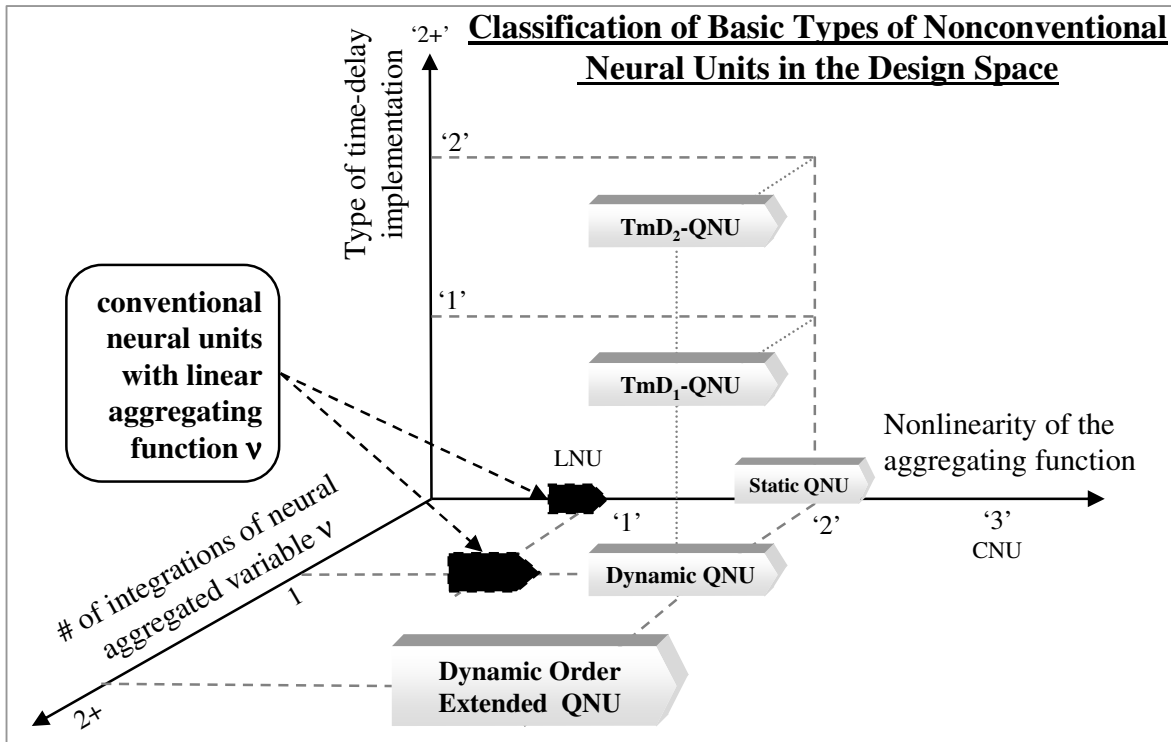 Classification of Basic Types of Nonconventional
Neural Units in the Design Space
‘2+’
Type of time-delay
implementation
‘2’
TmD₂-QNU
‘1’
TmD₁-QNU
conventional
neural units
with linear
aggregating
function ν
Nonlinearity of the
aggregating function
LNU
Static QNU
‘1’
‘2’
‘3’
CNU
# of integrations of neural
aggregated variable ν
1
Dynamic QNU
Dynamic Order
Extended QNU
2+